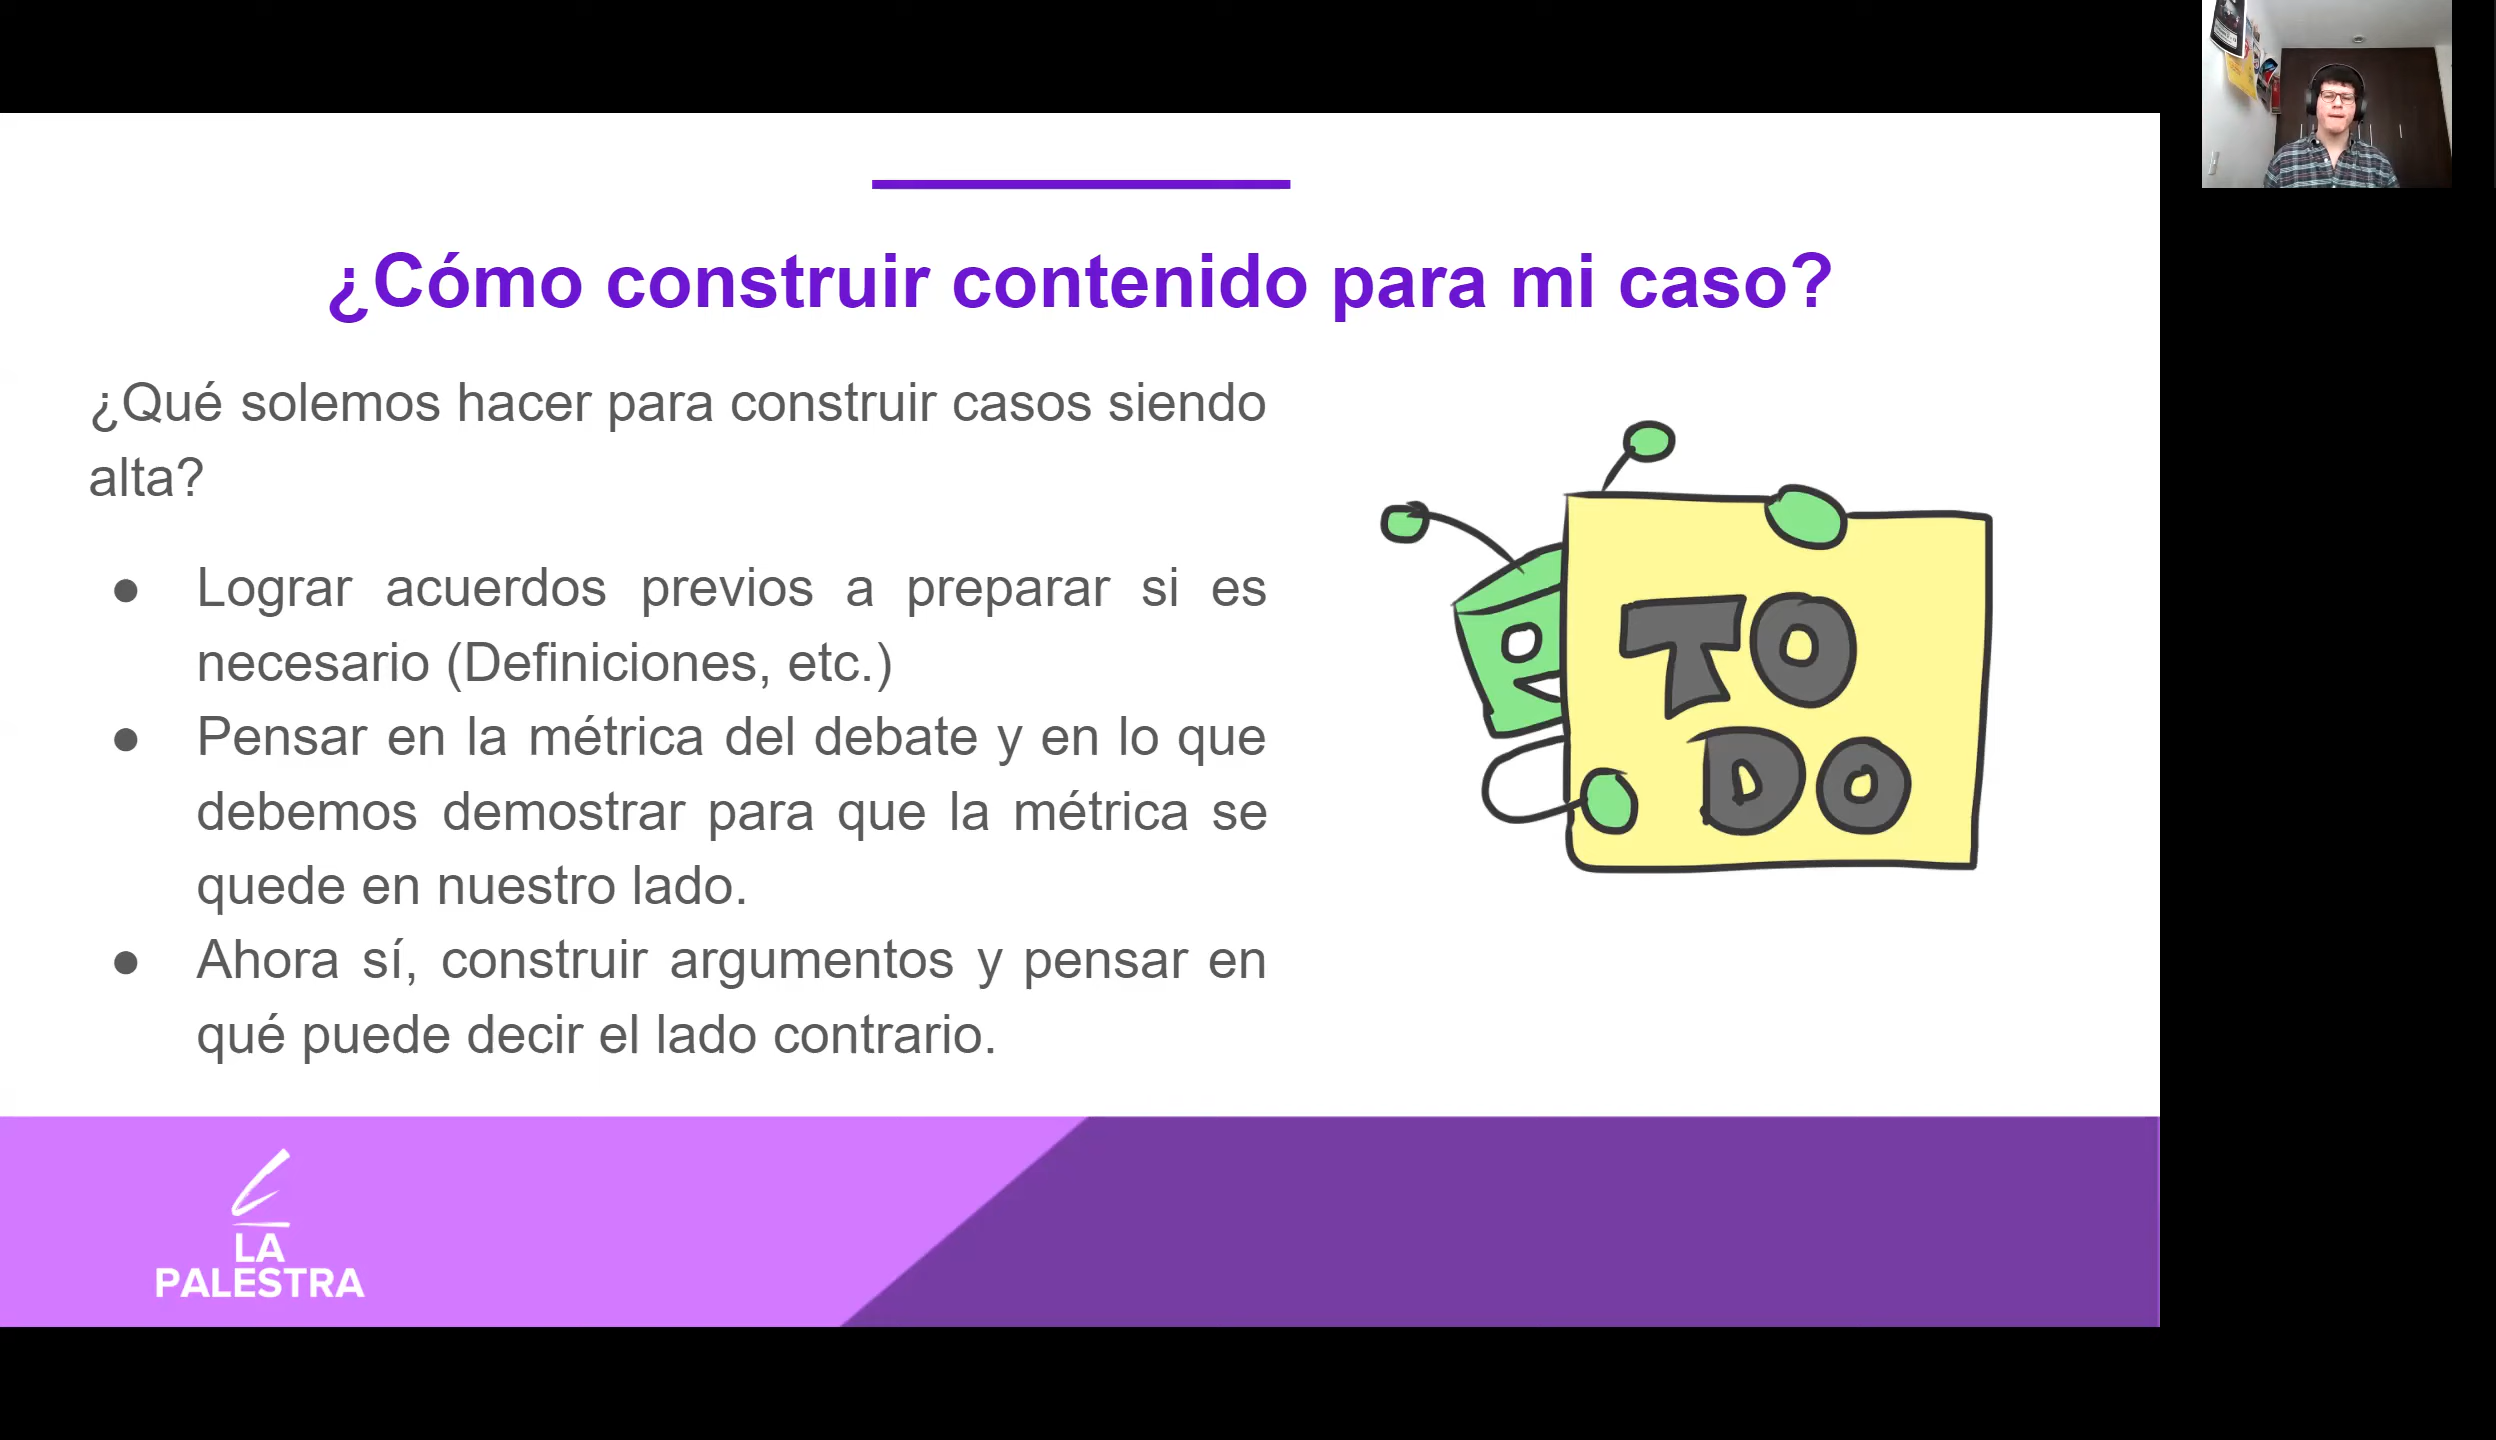 ¿Cómo construir contenido para mi caso?
¿Qué solemos hacer para construir casos siendo
alta?
● Lograr acuerdos previos a preparar si es
necesario (Definiciones, etc.)
● Pensar en la métrica del debate y en lo que
debemos demostrar para que la métrica se
quede en nuestro lado.
● Ahora sí, construir argumentos y pensar en
qué puede decir el lado contrario.
TO
DO
LA
PALESTRA